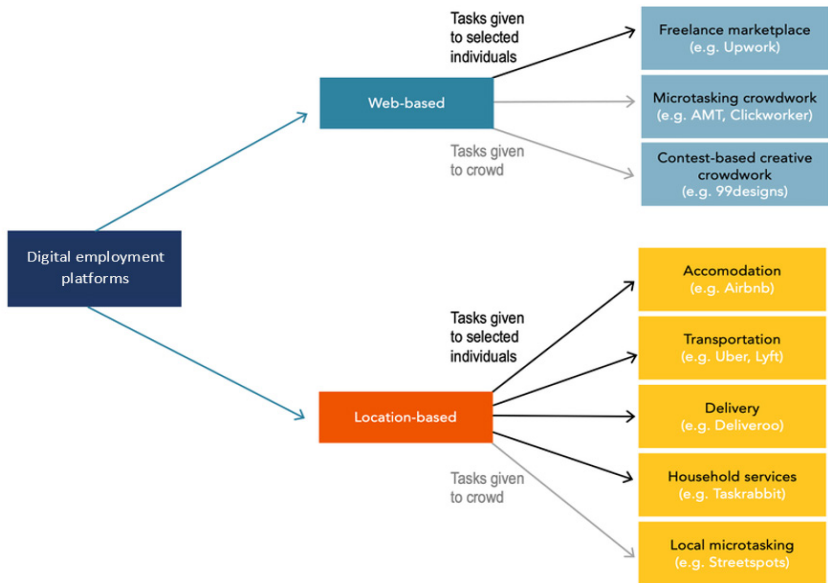 Tasks given
to selected
individuals
Freelance marketplace
(e.g. Upwork)
Web-based
Microtasking crowdwork
(e.g. AMT, Clickworker)
Tasks given
to crowd
Contest-based creative
crowdwork
(e.g. 99designs)
Digital employment
platforms
Accomodation
(e.g. Airbnb)
Tasks given
to selected
individuals
Transportation
(e.g. Uber, Lyft)
Location-based
Delivery
(e.g. Deliveroo)
Tasks given
to crowd
Household services
(e.g. Taskrabbit)
Local microtasking
(e.g. Streetspots)